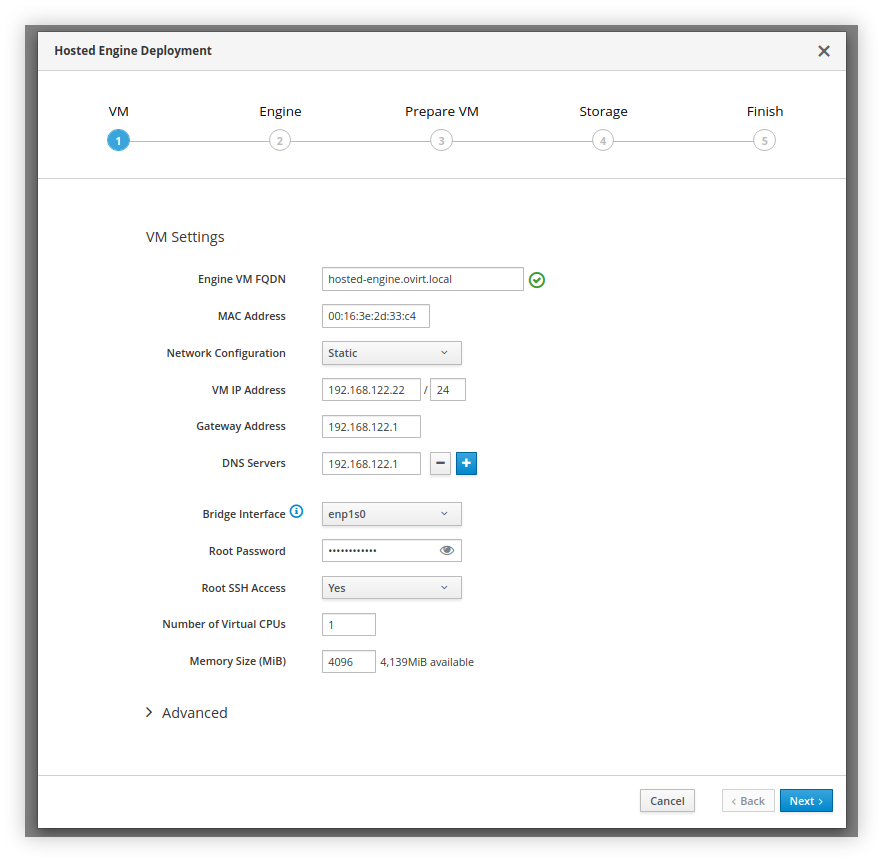 Hosted Engine Deployment
VM Engine Prepare VM Storage Finish
1 2 3 4 5
VM Settings
Engine VM FQDN hosted-engine.ovirt.local
MAC Address 00:16:3e:2d:33:c4
Network Configuration Static
VM IP Address 192.168.122.22 / 24
Gateway Address 192.168.122.1
DNS Servers 192.168.122.1
Bridge Interface enp1s0
Root Password ••••••••••••
Root SSH Access Yes
Number of Virtual CPUs 1
Memory Size (MiB) 4096 4,139MiB available
Advanced
Cancel ‹ Back Next ›